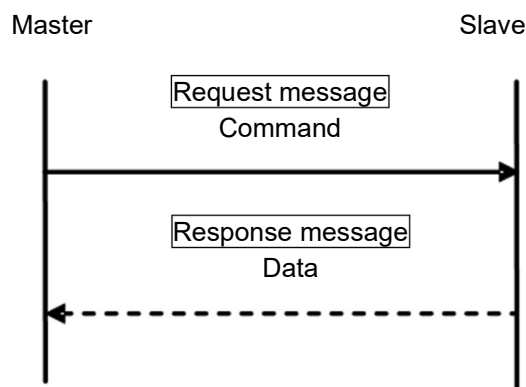 Master
Slave
Request message
Command
Response message
Data